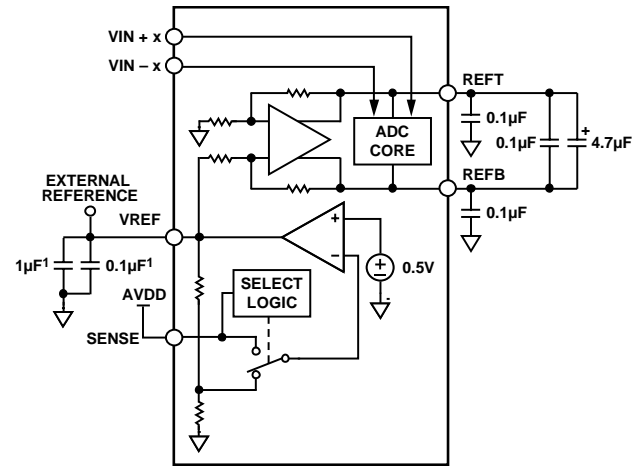 VIN + x
VIN – x
REFT
0.1µF
ADC
CORE
0.1µF
+
4.7µF
REFB
0.1µF
EXTERNAL
REFERENCE
VREF
1µF¹
0.1µF¹
+
–
+
–
0.5V
SELECT
LOGIC
AVDD
SENSE